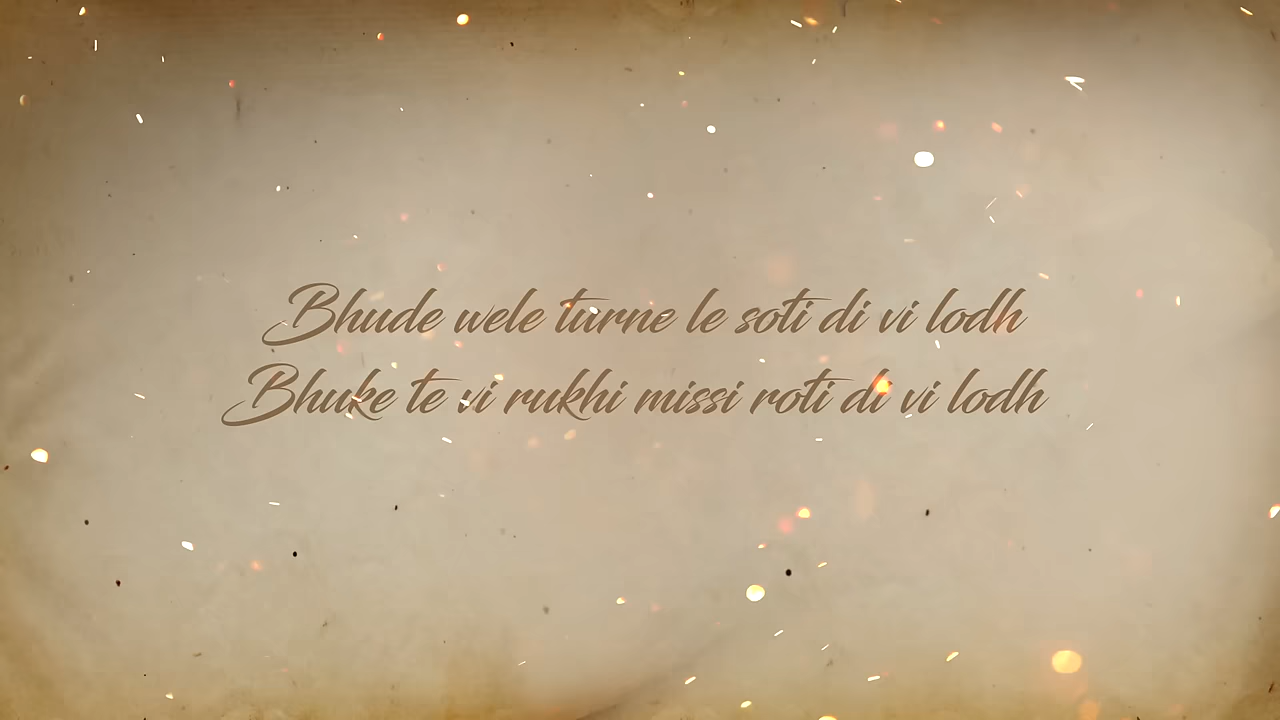 Bhude wele turne le soti di vi lodh
Bhuke te vi rukhi missi roti di vi lodh